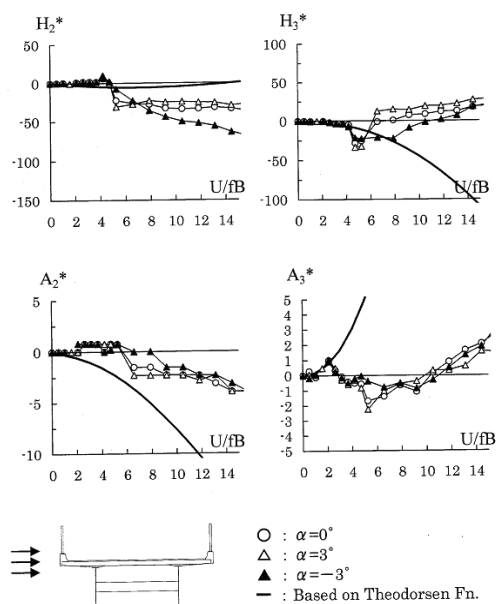 H2*
50
0
-50
-100
-150
U/fB
0 2 4 6 8 10 12 14
H3*
100
50
0
-50
-100
U/fB
0 2 4 6 8 10 12 14
A2*
5
0
-5
-10
U/fB
0 2 4 6 8 10 12 14
A3*
5
4
3
2
1
0
-1
-2
-3
-4
-5
U/fB
0 2 4 6 8 10 12 14
○ : α=0°
△ : α=3°
▲ : α=−3°
— : Based on Theodorsen Fn.